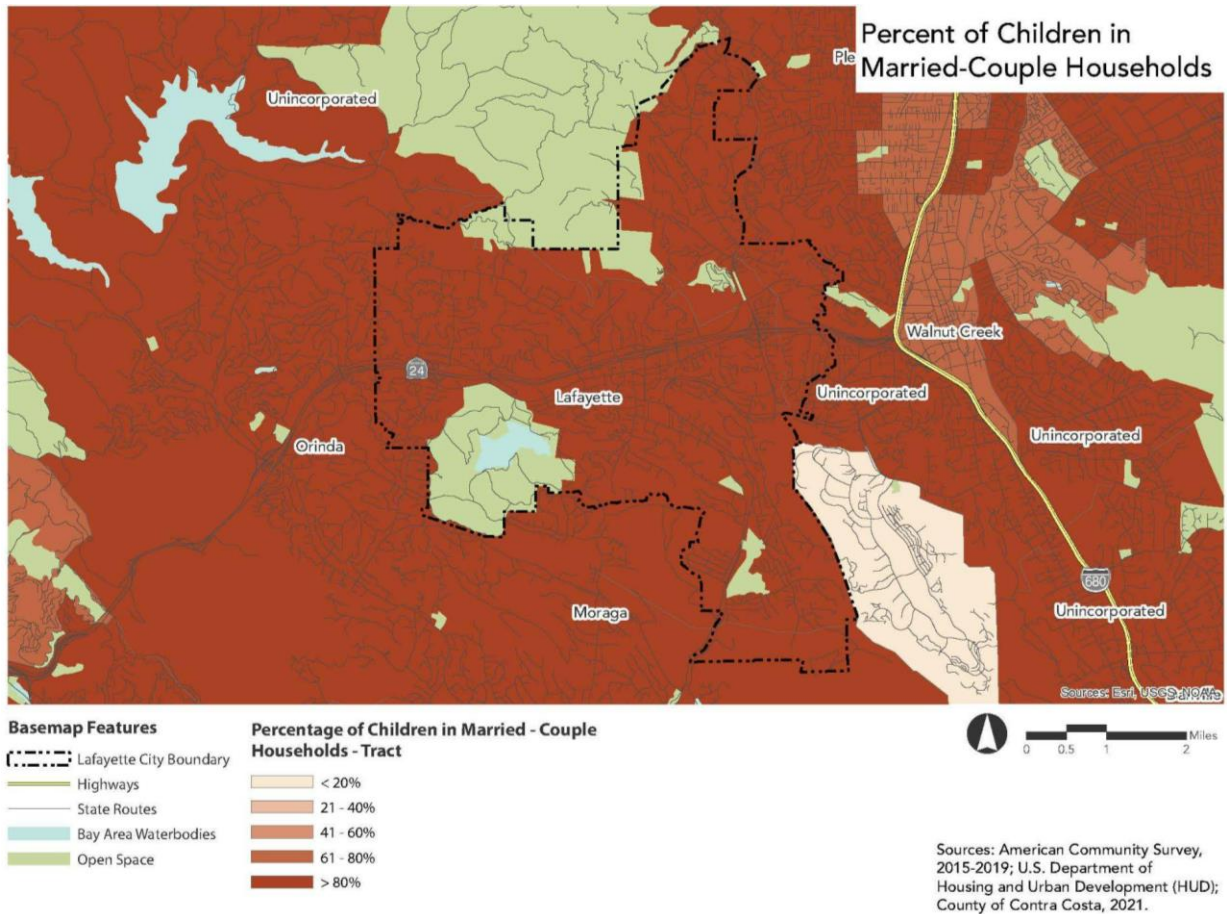 Percent of Children in
Married-Couple Households
Ple
Unincorporated
Walnut Creek
24
Lafayette
Unincorporated
Orinda
Unincorporated
680
Moraga
Unincorporated
Sources: Esri, USGS, NOAA
Basemap Features
Lafayette City Boundary
Highways
State Routes
Bay Area Waterbodies
Open Space
Percentage of Children in Married - Couple
Households - Tract
< 20%
21 - 40%
41 - 60%
61 - 80%
> 80%
Miles
0 0.5 1 2
Sources: American Community Survey,
2015-2019; U.S. Department of
Housing and Urban Development (HUD);
County of Contra Costa, 2021.